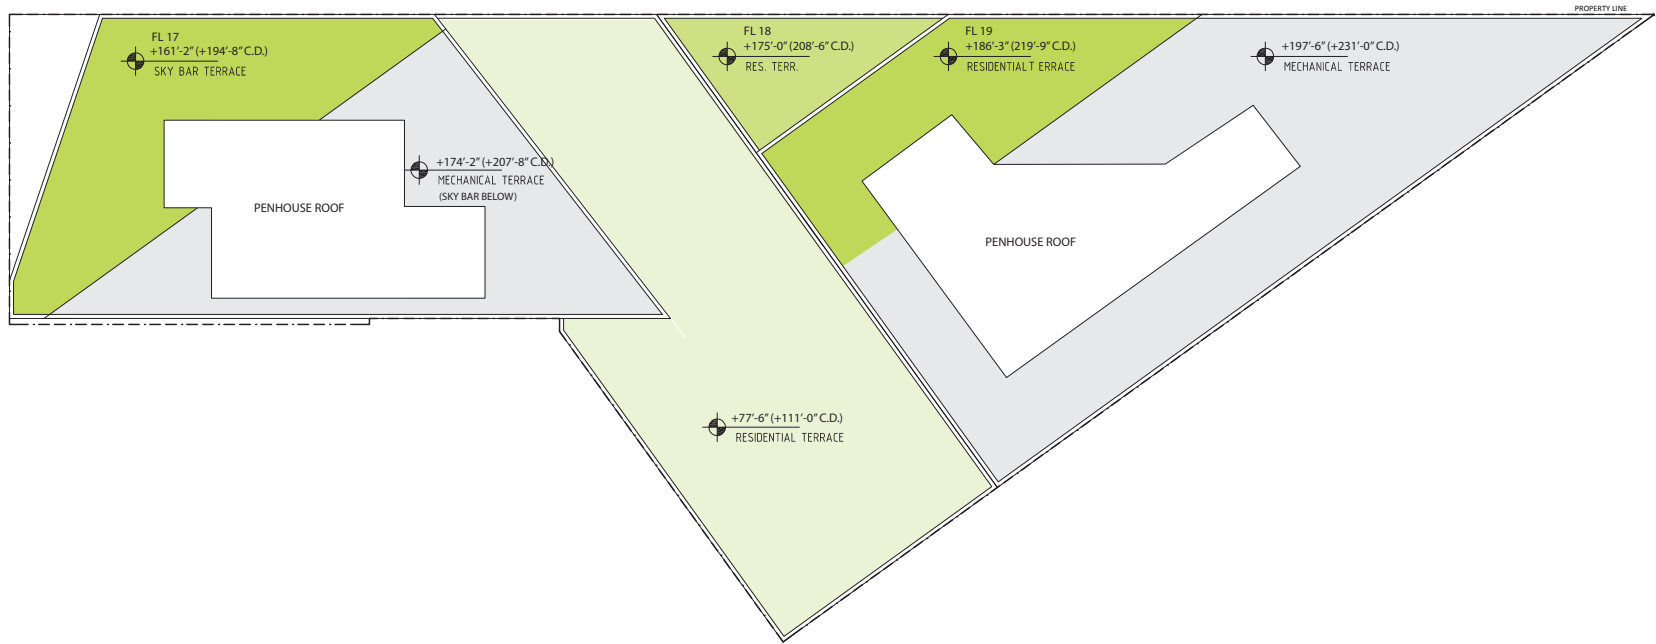 PROPERTY LINE
FL 17
+161'-2" (+194'-8" C.D.)
SKY BAR TERRACE
FL 18
+175'-0" (208'-6" C.D.)
RES. TERR.
FL 19
+186'-3" (219'-9" C.D.)
RESIDENTIAL T ERRACE
+197'-6" (+231'-0" C.D.)
MECHANICAL TERRACE
+174'-2" (+207'-8" C.D.)
MECHANICAL TERRACE
(SKY BAR BELOW)
PENHOUSE ROOF
PENHOUSE ROOF
+77'-6" (+111'-0" C.D.)
RESIDENTIAL TERRACE